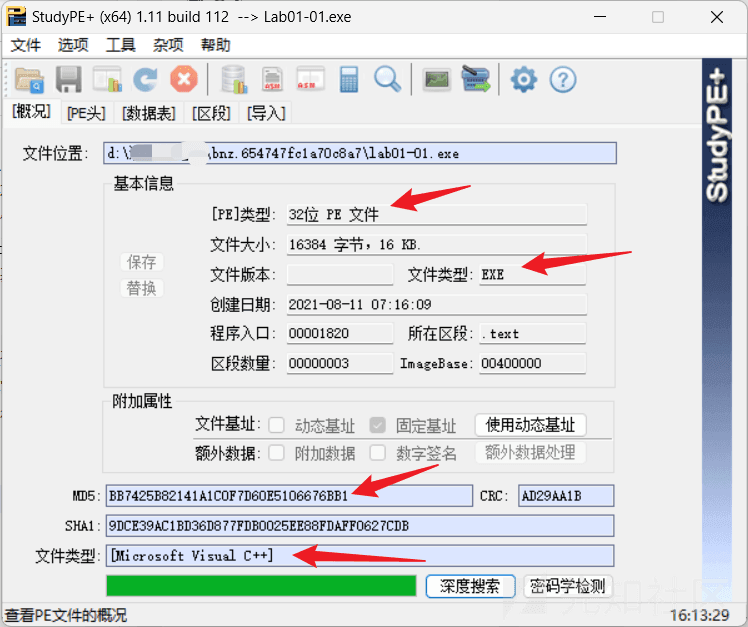 StudyPE+ (x64) 1.11 build 112 --> Lab01-01.exe
文件 选项 工具 杂项 帮助
[概况] [PE头] [数据表] [区段] [导入]
StudyPE+
文件位置: \bnz.654747fc1a70c8a7\lab01-01.exe
基本信息
[PE]类型: 32位 PE 文件
文件大小: 16384 字节，16 KB.
保存
文件版本: 文件类型: EXE
替换
创建日期: 2021-08-11 07:16:09
程序入口: 00001820 所在区段: .text
区段数量: 00000003 ImageBase: 00400000
附加属性
文件基址: 动态基址 固定基址 使用动态基址
额外数据: 附加数据 数字签名 额外数据处理
MD5: BB7425B82141A1C0F7D60E5106676BB1 CRC: AD29AA1B
SHA1: 9DCE39AC1BD36D877FDB0025EE88FDAFF0627CDB
文件类型: [Microsoft Visual C++]
深度搜索 密码学检测
查看PE文件的概况 16:13:29